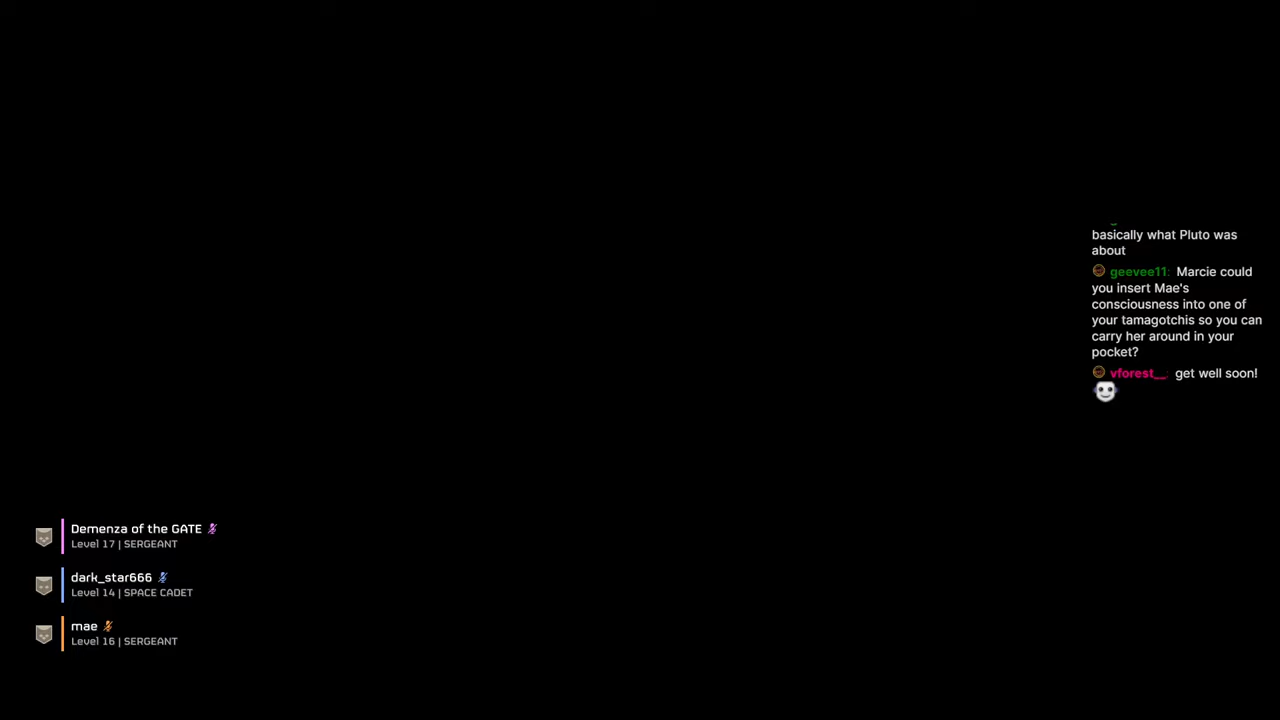 basically what Pluto was
about
geevee11: Marcie could
you insert Mae's
consciousness into one of
your tamagotchis so you can
carry her around in your
pocket?
vforest__: get well soon!
Demenza of the GATE
Level 17 | SERGEANT
dark_star666
Level 14 | SPACE CADET
mae
Level 16 | SERGEANT